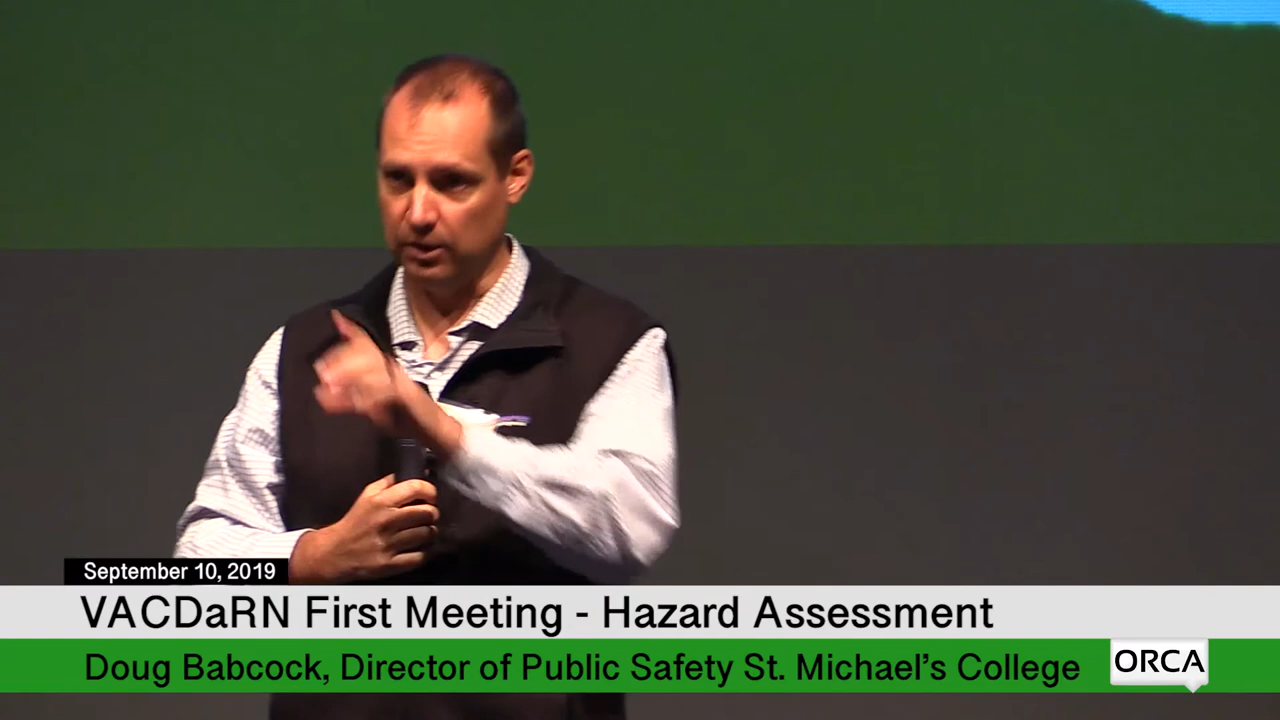 September 10, 2019
VACDaRN First Meeting - Hazard Assessment
Doug Babcock, Director of Public Safety St. Michael's College
ORCA